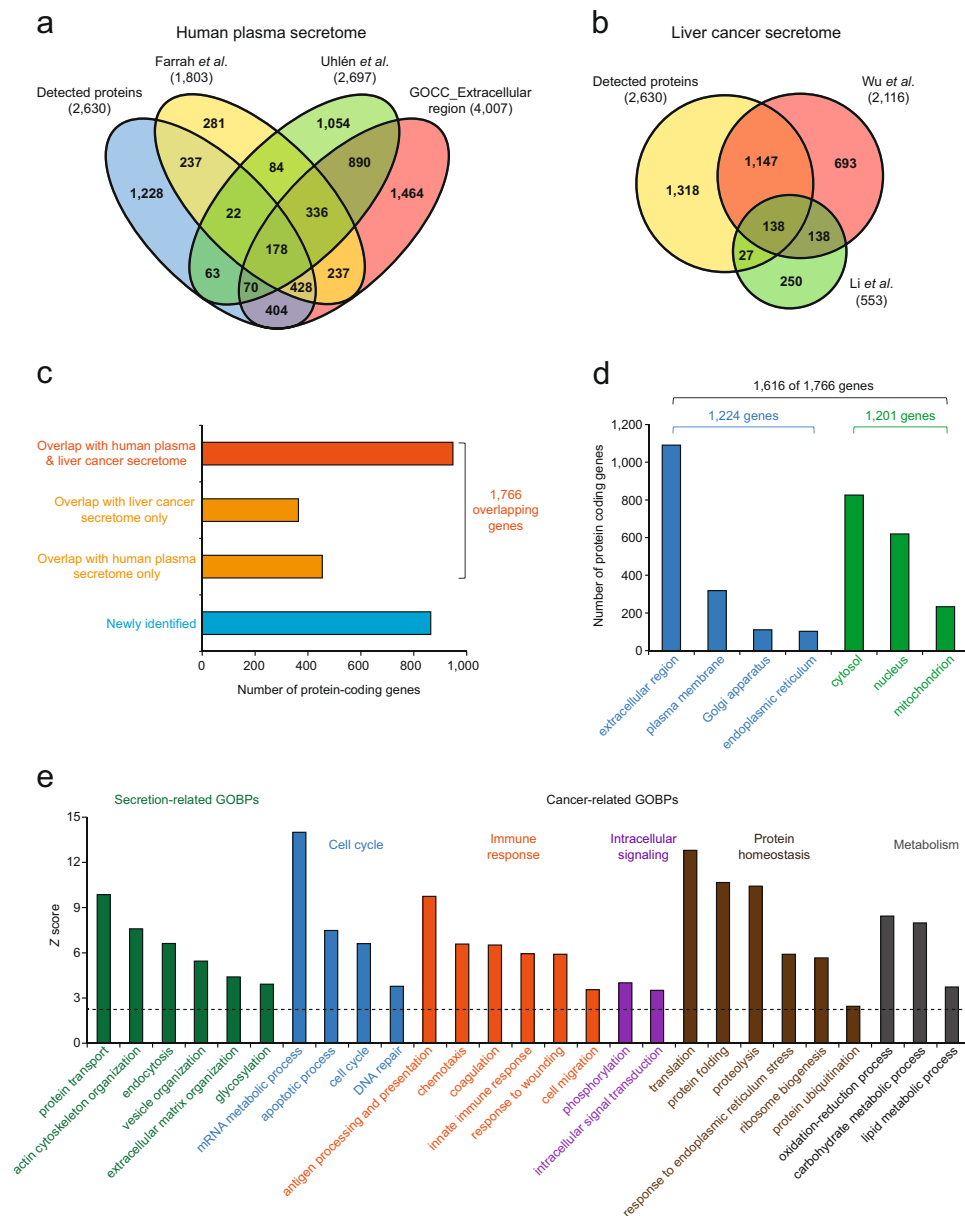 a
Human plasma secretome
Farrah et al.
(1,803)
Uhlén et al.
(2,697)
Detected proteins
(2,630)
GOCC_Extracellular
region (4,007)
281
1,054
237
84
890
1,228
1,464
22
336
178
63
237
70
428
404
b
Liver cancer secretome
Detected proteins
(2,630)
Wu et al.
(2,116)
1,147
693
1,318
138
138
27
250
Li et al.
(553)
c
Overlap with human plasma
& liver cancer secretome
Overlap with liver cancer
secretome only
Overlap with human plasma
secretome only
Newly identified
1,766
overlapping
genes
0
200
400
600
800
1,000
Number of protein-coding genes
d
1,616 of 1,766 genes
1,224 genes
1,201 genes
Number of protein coding genes
1,200
1,000
800
600
400
200
0
extracellular region
plasma membrane
Golgi apparatus
endoplasmic reticulum
cytosol
nucleus
mitochondrion
e
Secretion-related GOBPs
Cancer-related GOBPs
Cell cycle
Immune
response
Intracellular
signaling
Protein
homeostasis
Metabolism
Z score
15
12
9
6
3
0
protein transport
actin cytoskeleton organization
endocytosis
vesicle organization
extracellular matrix organization
glycosylation
mRNA metabolic process
apoptotic process
cell cycle
DNA repair
antigen processing and presentation
chemotaxis
coagulation
innate immune response
response to wounding
cell migration
phosphorylation
intracellular signal transduction
translation
protein folding
proteolysis
response to endoplasmic reticulum stress
ribosome biogenesis
protein ubiquitination
oxidation-reduction process
carbohydrate metabolic process
lipid metabolic process